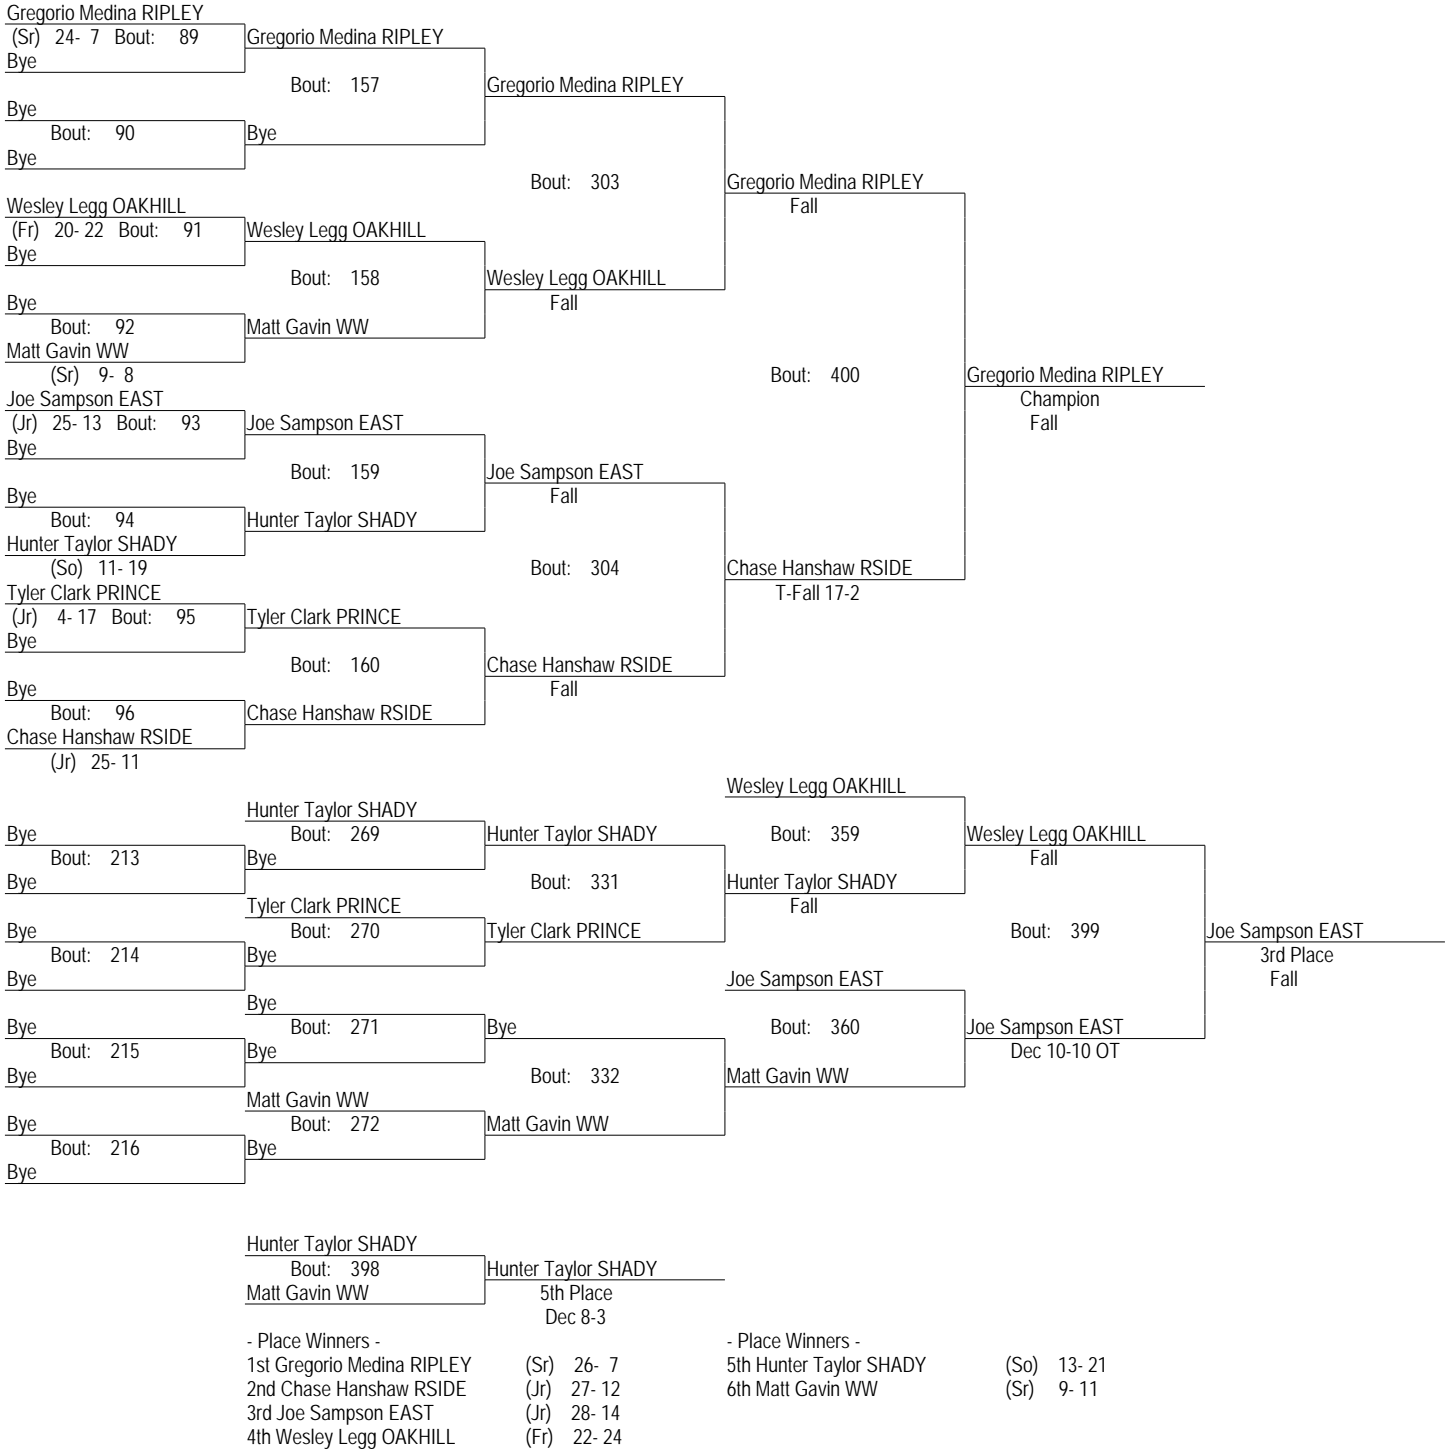 Gregorio Medina RIPLEY
(Sr) 24- 7 Bout: 89 Gregorio Medina RIPLEY
Bye
Bout: 157 Gregorio Medina RIPLEY
Bye
Bout: 90 Bye
Bye
Bout: 303 Gregorio Medina RIPLEY
Wesley Legg OAKHILL Fall
(Fr) 20- 22 Bout: 91 Wesley Legg OAKHILL
Bye
Bout: 158 Wesley Legg OAKHILL
Bye Fall
Bout: 92 Matt Gavin WW
Matt Gavin WW
(Sr) 9- 8 Bout: 400 Gregorio Medina RIPLEY
Joe Sampson EAST Champion
(Jr) 25- 13 Bout: 93 Joe Sampson EAST Fall
Bye
Bout: 159 Joe Sampson EAST
Bye Fall
Bout: 94 Hunter Taylor SHADY
Hunter Taylor SHADY
(So) 11- 19 Bout: 304 Chase Hanshaw RSIDE
Tyler Clark PRINCE T-Fall 17-2
(Jr) 4- 17 Bout: 95 Tyler Clark PRINCE
Bye
Bout: 160 Chase Hanshaw RSIDE
Bye Fall
Bout: 96 Chase Hanshaw RSIDE
Chase Hanshaw RSIDE
(Jr) 25- 11
Wesley Legg OAKHILL
Hunter Taylor SHADY
Bye Bout: 269 Hunter Taylor SHADY Bout: 359 Wesley Legg OAKHILL
Bout: 213 Bye Fall
Bye Bout: 331 Hunter Taylor SHADY
Tyler Clark PRINCE Fall
Bye Bout: 270 Tyler Clark PRINCE Bout: 399 Joe Sampson EAST
Bout: 214 Bye 3rd Place
Bye Joe Sampson EAST Fall
Bye
Bye Bout: 271 Bye Bout: 360 Joe Sampson EAST
Bout: 215 Bye Dec 10-10 OT
Bye Bout: 332 Matt Gavin WW
Matt Gavin WW
Bye Bout: 272 Matt Gavin WW
Bout: 216 Bye
Bye
Hunter Taylor SHADY
Bout: 398 Hunter Taylor SHADY
Matt Gavin WW 5th Place
Dec 8-3
- Place Winners - - Place Winners -
1st Gregorio Medina RIPLEY (Sr) 26- 7 5th Hunter Taylor SHADY (So) 13- 21
2nd Chase Hanshaw RSIDE (Jr) 27- 12 6th Matt Gavin WW (Sr) 9- 11
3rd Joe Sampson EAST (Jr) 28- 14
4th Wesley Legg OAKHILL (Fr) 22- 24